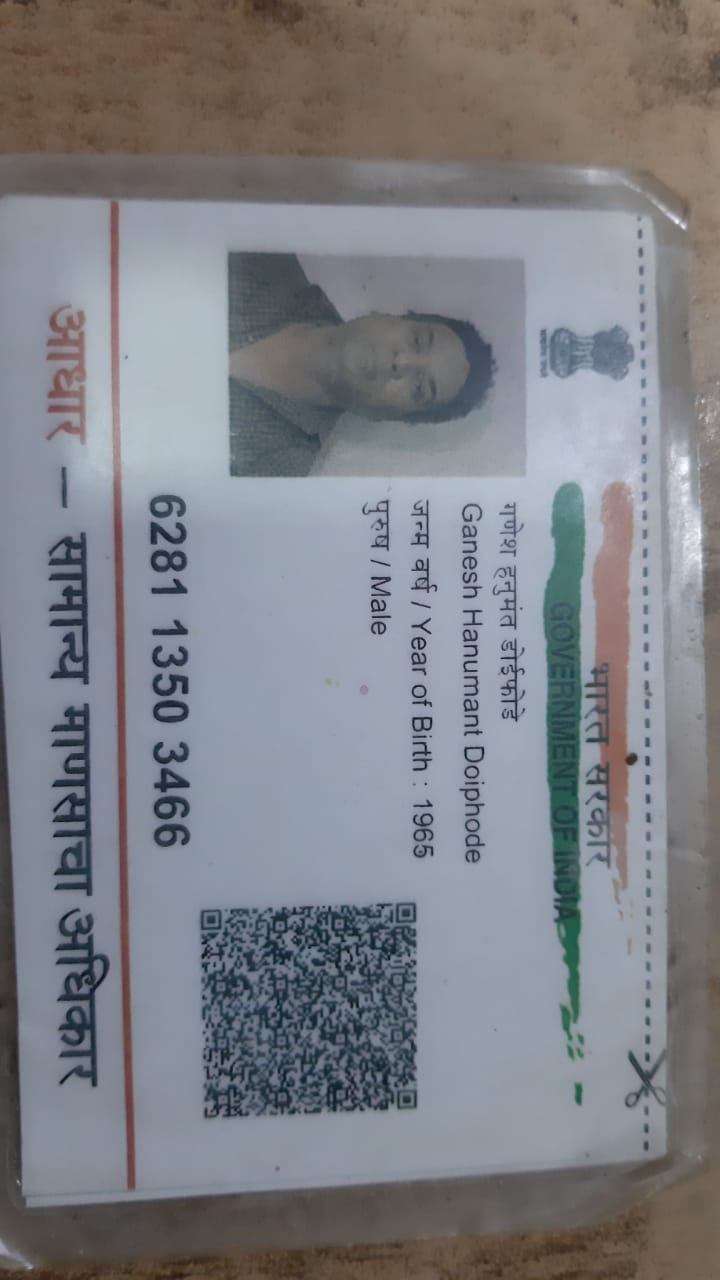 भारत सरकार
GOVERNMENT OF INDIA
गणेश हनुमंत डोईफोडे
Ganesh Hanumant Doiphode
जन्म वर्ष / Year of Birth : 1965
पुरुष / Male
6281 1350 3466
आधार – सामान्य माणसाचा अधिकार